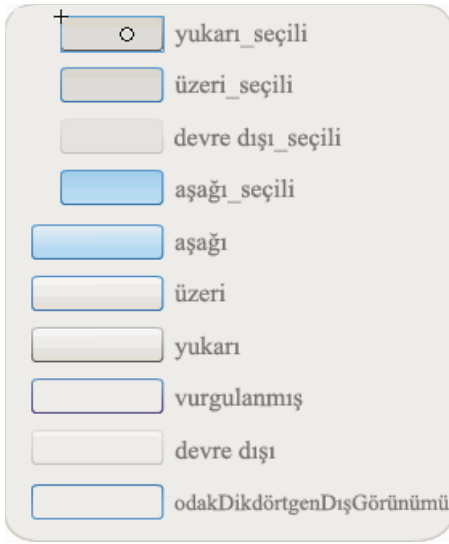 yukarı_seçili
üzeri_seçili
devre dışı_seçili
aşağı_seçili
aşağı
üzeri
yukarı
vurgulanmış
devre dışı
odakDikdörtgenDışGörünümü